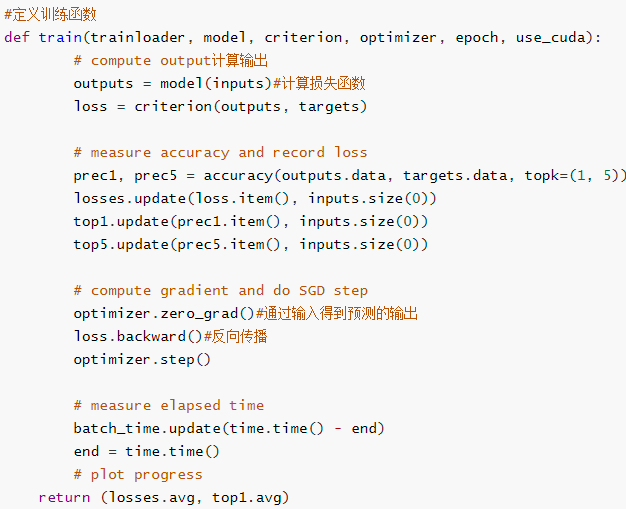 #定义训练函数
def train(trainloader, model, criterion, optimizer, epoch, use_cuda):
        # compute output计算输出
        outputs = model(inputs)#计算损失函数
        loss = criterion(outputs, targets)

        # measure accuracy and record loss
        prec1, prec5 = accuracy(outputs.data, targets.data, topk=(1, 5))
        losses.update(loss.item(), inputs.size(0))
        top1.update(prec1.item(), inputs.size(0))
        top5.update(prec5.item(), inputs.size(0))

        # compute gradient and do SGD step
        optimizer.zero_grad()#通过输入得到预测的输出
        loss.backward()#反向传播
        optimizer.step()

        # measure elapsed time
        batch_time.update(time.time() - end)
        end = time.time()
        # plot progress
    return (losses.avg, top1.avg)